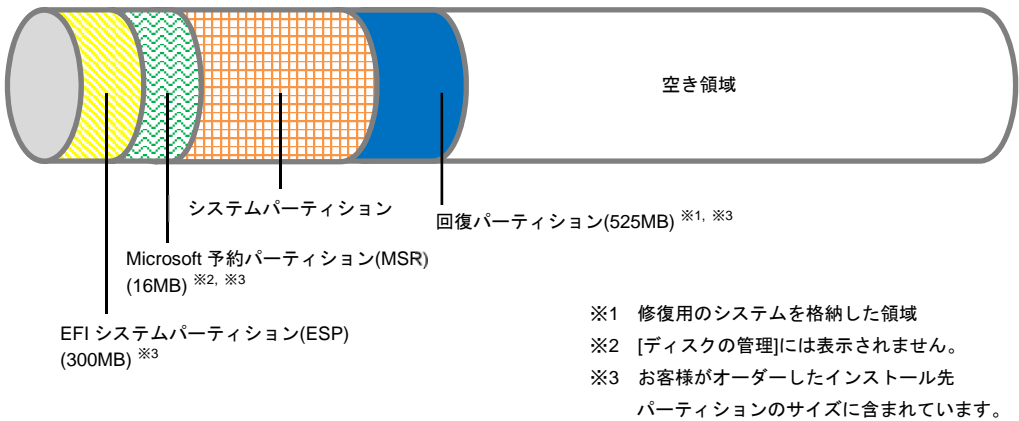 空き領域
システムパーティション
回復パーティション(525MB) ※1, ※3
Microsoft 予約パーティション(MSR)
(16MB) ※2, ※3
EFI システムパーティション(ESP)
(300MB) ※3
※1 修復用のシステムを格納した領域
※2 [ディスクの管理]には表示されません。
※3 お客様がオーダーしたインストール先
パーティションのサイズに含まれています。